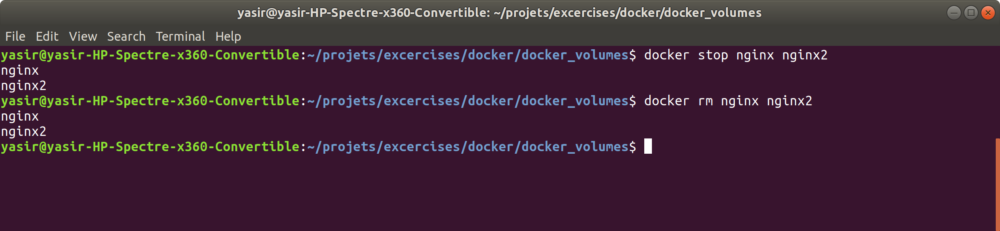 yasir@yasir-HP-Spectre-x360-Convertible: ~/projets/excercises/docker/docker_volumes
File Edit View Search Terminal Help
yasir@yasir-HP-Spectre-x360-Convertible:~/projets/excercises/docker/docker_volumes$ docker stop nginx nginx2
nginx
nginx2
yasir@yasir-HP-Spectre-x360-Convertible:~/projets/excercises/docker/docker_volumes$ docker rm nginx nginx2
nginx
nginx2
yasir@yasir-HP-Spectre-x360-Convertible:~/projets/excercises/docker/docker_volumes$